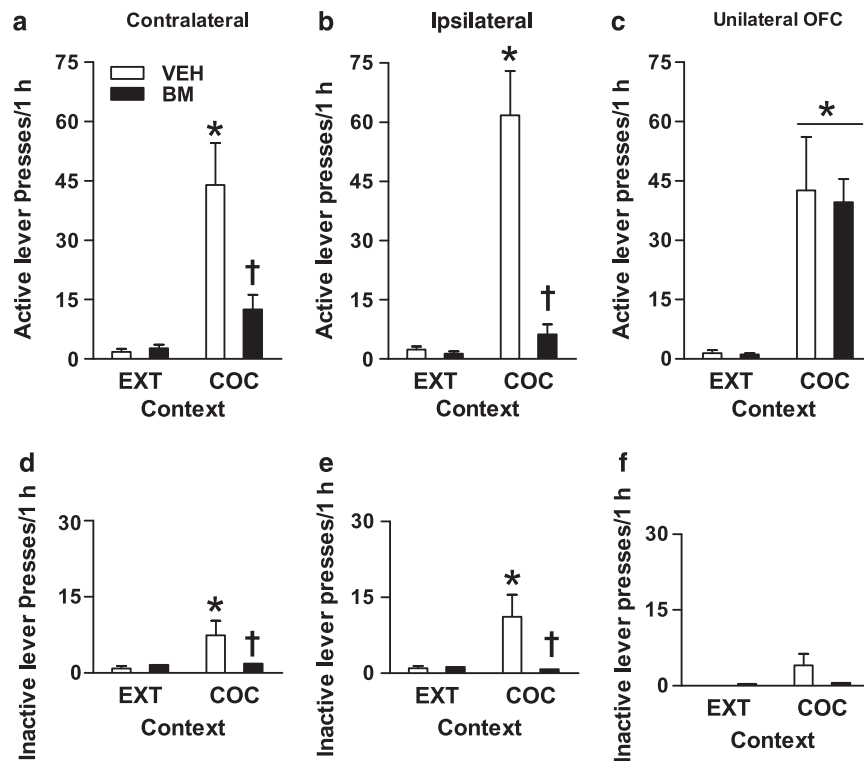 a Contralateral
b Ipsilateral
c Unilateral OFC
Active lever presses/1 h
75
60
45
30
15
0
VEH
BM
*
†
EXT COC
Context
Active lever presses/1 h
75
60
45
30
15
0
*
†
EXT COC
Context
Active lever presses/1 h
75
60
45
30
15
0
*
EXT COC
Context
d
Inactive lever presses/1 h
30
15
0
*
†
EXT COC
Context
e
Inactive lever presses/1 h
30
15
0
*
†
EXT COC
Context
f
Inactive lever presses/1 h
30
15
0
EXT COC
Context